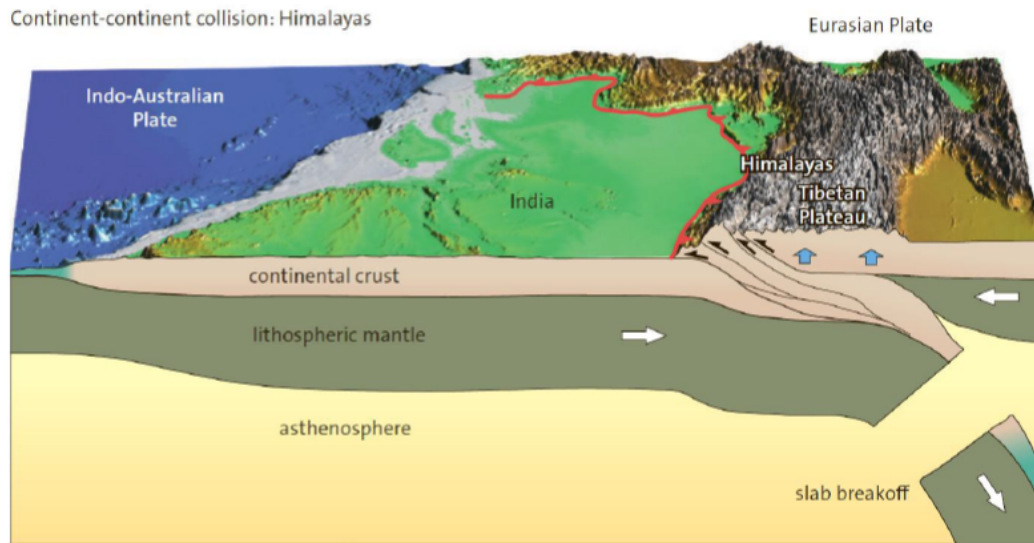 Continent-continent collision: Himalayas
Eurasian Plate
Indo-Australian
Plate
Himalayas
Tibetan
Plateau
India
continental crust
lithospheric mantle
asthenosphere
slab breakoff